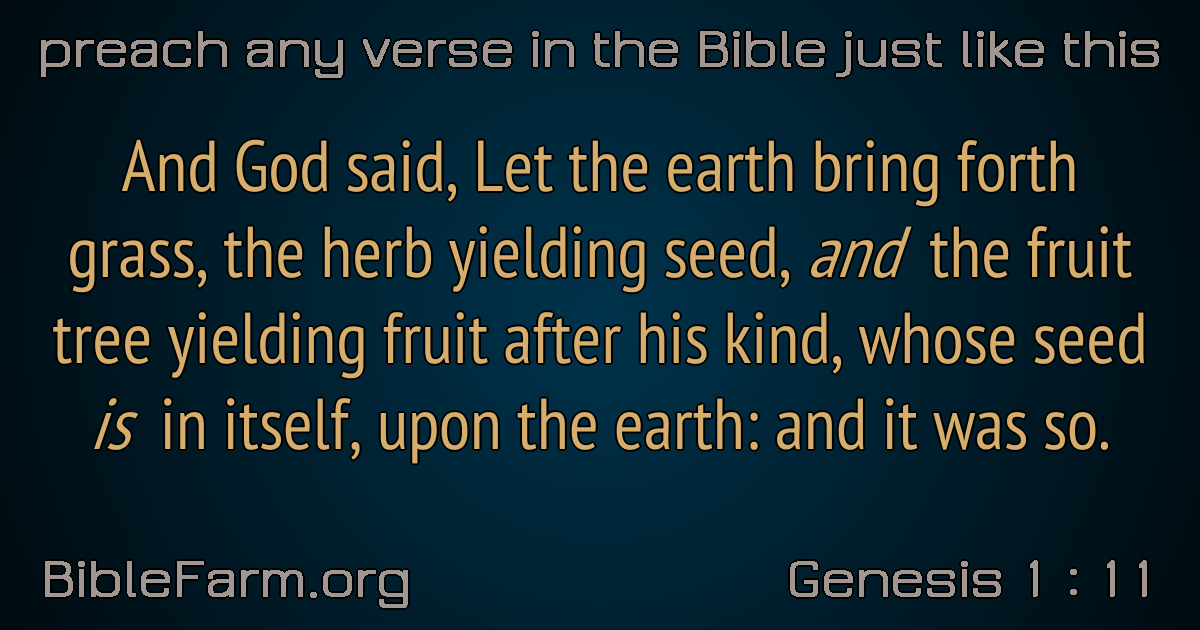 preach any verse in the Bible just like this
And God said, Let the earth bring forth
grass, the herb yielding seed, and the fruit
tree yielding fruit after his kind, whose seed
is in itself, upon the earth: and it was so.
BibleFarm.org
Genesis 1 : 11